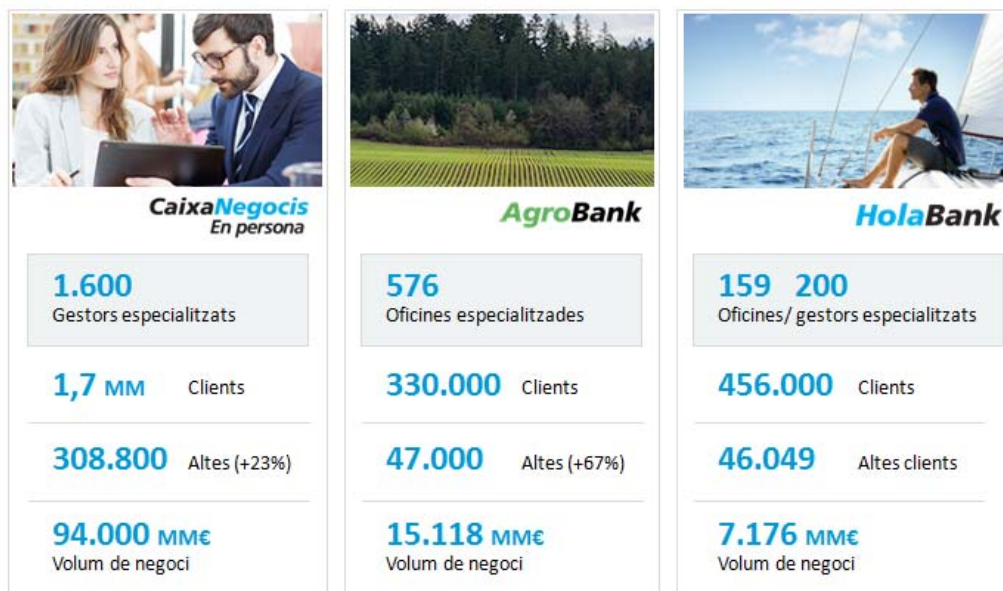 CaixaNegocis
En persona
1.600
Gestors especialitzats
1,7 MM Clients
308.800 Altes (+23%)
94.000 MM€
Volum de negoci
AgroBank
576
Oficines especialitzades
330.000 Clients
47.000 Altes (+67%)
15.118 MM€
Volum de negoci
HolaBank
159 200
Oficines/ gestors especialitzats
456.000 Clients
46.049 Altes clients
7.176 MM€
Volum de negoci